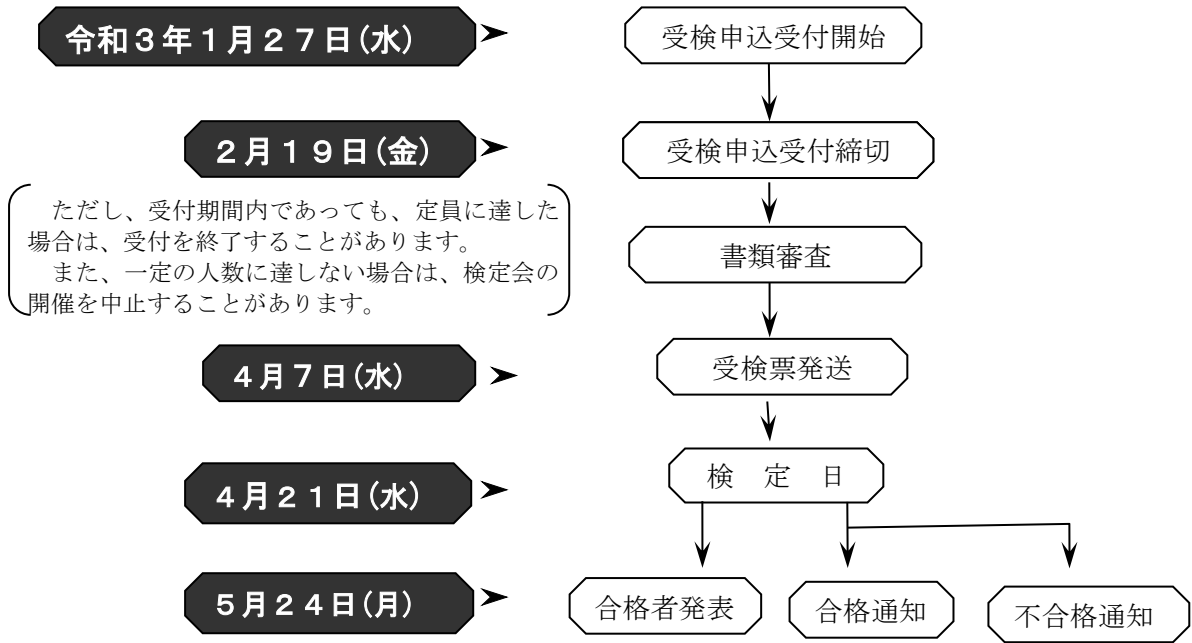 令和３年１月２７日(水)
受検申込受付開始
２月１９日(金)
受検申込受付締切
ただし、受付期間内であっても、定員に達した
場合は、受付を終了することがあります。
また、一定の人数に達しない場合は、検定会の
開催を中止することがあります。
書類審査
４月７日(水)
受検票発送
４月２１日(水)
検　定　日
５月２４日(月)
合格者発表
合格通知
不合格通知